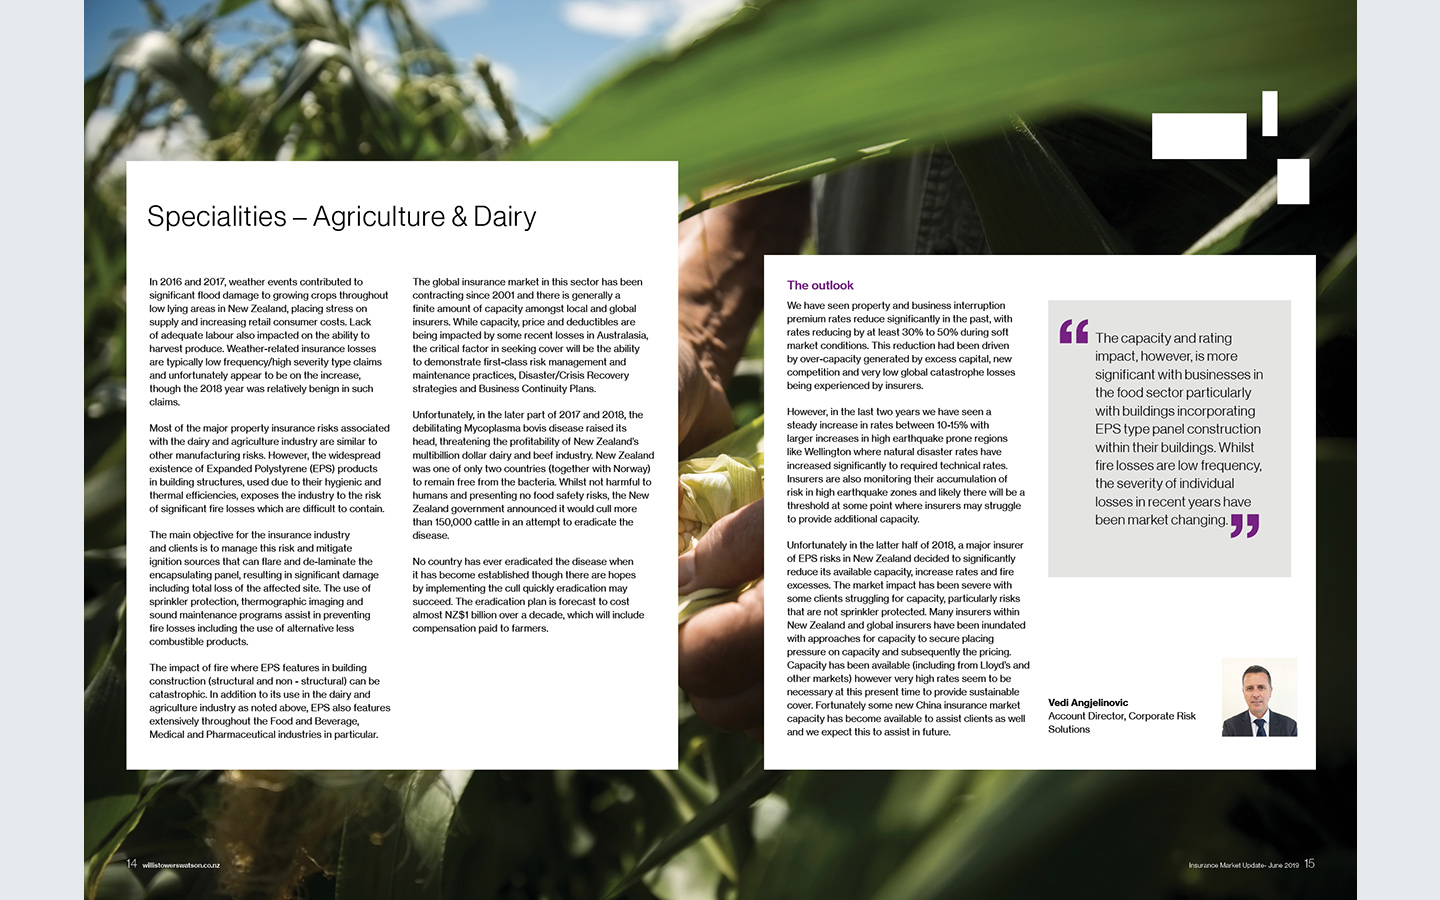 Specialities – Agriculture & Dairy
In 2016 and 2017, weather events contributed to
significant flood damage to growing crops throughout
low lying areas in New Zealand, placing stress on
supply and increasing retail consumer costs. Lack
of adequate labour also impacted on the ability to
harvest produce. Weather-related insurance losses
are typically low frequency/high severity type claims
and unfortunately appear to be on the increase,
though the 2018 year was relatively benign in such
claims.
Most of the major property insurance risks associated
with the dairy and agriculture industry are similar to
other manufacturing risks. However, the widespread
existence of Expanded Polystyrene (EPS) products
in building structures, used due to their hygienic and
thermal efficiencies, exposes the industry to the risk
of significant fire losses which are difficult to contain.
The main objective for the insurance industry
and clients is to manage this risk and mitigate
ignition sources that can flare and de-laminate the
encapsulating panel, resulting in significant damage
including total loss of the affected site. The use of
sprinkler protection, thermographic imaging and
sound maintenance programs assist in preventing
fire losses including the use of alternative less
combustible products.
The impact of fire where EPS features in building
construction (structural and non - structural) can be
catastrophic. In addition to its use in the dairy and
agriculture industry as noted above, EPS also features
extensively throughout the Food and Beverage,
Medical and Pharmaceutical industries in particular.
The global insurance market in this sector has been
contracting since 2001 and there is generally a
finite amount of capacity amongst local and global
insurers. While capacity, price and deductibles are
being impacted by some recent losses in Australasia,
the critical factor in seeking cover will be the ability
to demonstrate first-class risk management and
maintenance practices, Disaster/Crisis Recovery
strategies and Business Continuity Plans.
Unfortunately, in the later part of 2017 and 2018, the
debilitating Mycoplasma bovis disease raised its
head, threatening the profitability of New Zealand's
multibillion dollar dairy and beef industry. New Zealand
was one of only two countries (together with Norway)
to remain free from the bacteria. Whilst not harmful to
humans and presenting no food safety risks, the New
Zealand government announced it would cull more
than 150,000 cattle in an attempt to eradicate the
disease.
No country has ever eradicated the disease when
it has become established though there are hopes
by implementing the cull quickly eradication may
succeed. The eradication plan is forecast to cost
almost NZ$1 billion over a decade, which will include
compensation paid to farmers.
14 willistowerswatson.co.nz
The outlook
We have seen property and business interruption
premium rates reduce significantly in the past, with
rates reducing by at least 30% to 50% during soft
market conditions. This reduction had been driven
by over-capacity generated by excess capital, new
competition and very low global catastrophe losses
being experienced by insurers.
However, in the last two years we have seen a
steady increase in rates between 10-15% with
larger increases in high earthquake prone regions
like Wellington where natural disaster rates have
increased significantly to required technical rates.
Insurers are also monitoring their accumulation of
risk in high earthquake zones and likely there will be a
threshold at some point where insurers may struggle
to provide additional capacity.
Unfortunately in the latter half of 2018, a major insurer
of EPS risks in New Zealand decided to significantly
reduce its available capacity, increase rates and fire
excesses. The market impact has been severe with
some clients struggling for capacity, particularly risks
that are not sprinkler protected. Many insurers within
New Zealand and global insurers have been inundated
with approaches for capacity to secure placing
pressure on capacity and subsequently the pricing.
Capacity has been available (including from Lloyd's and
other markets) however very high rates seem to be
necessary at this present time to provide sustainable
cover. Fortunately some new China insurance market
capacity has become available to assist clients as well
and we expect this to assist in future.
“ The capacity and rating
impact, however, is more
significant with businesses in
the food sector particularly
with buildings incorporating
EPS type panel construction
within their buildings. Whilst
fire losses are low frequency,
the severity of individual
losses in recent years have
been market changing. ”
Vedi Angjelinovic
Account Director, Corporate Risk
Solutions
Insurance Market Update- June 2019 15